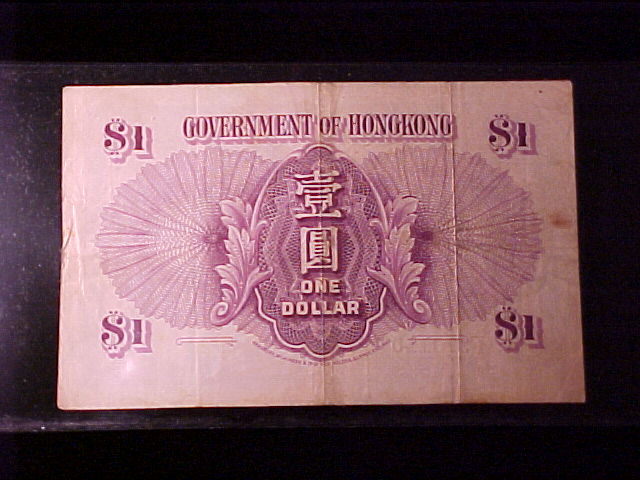 GOVERNMENT OF HONGKONG
$1 $1
壹
圓
ONE
DOLLAR
$1 $1